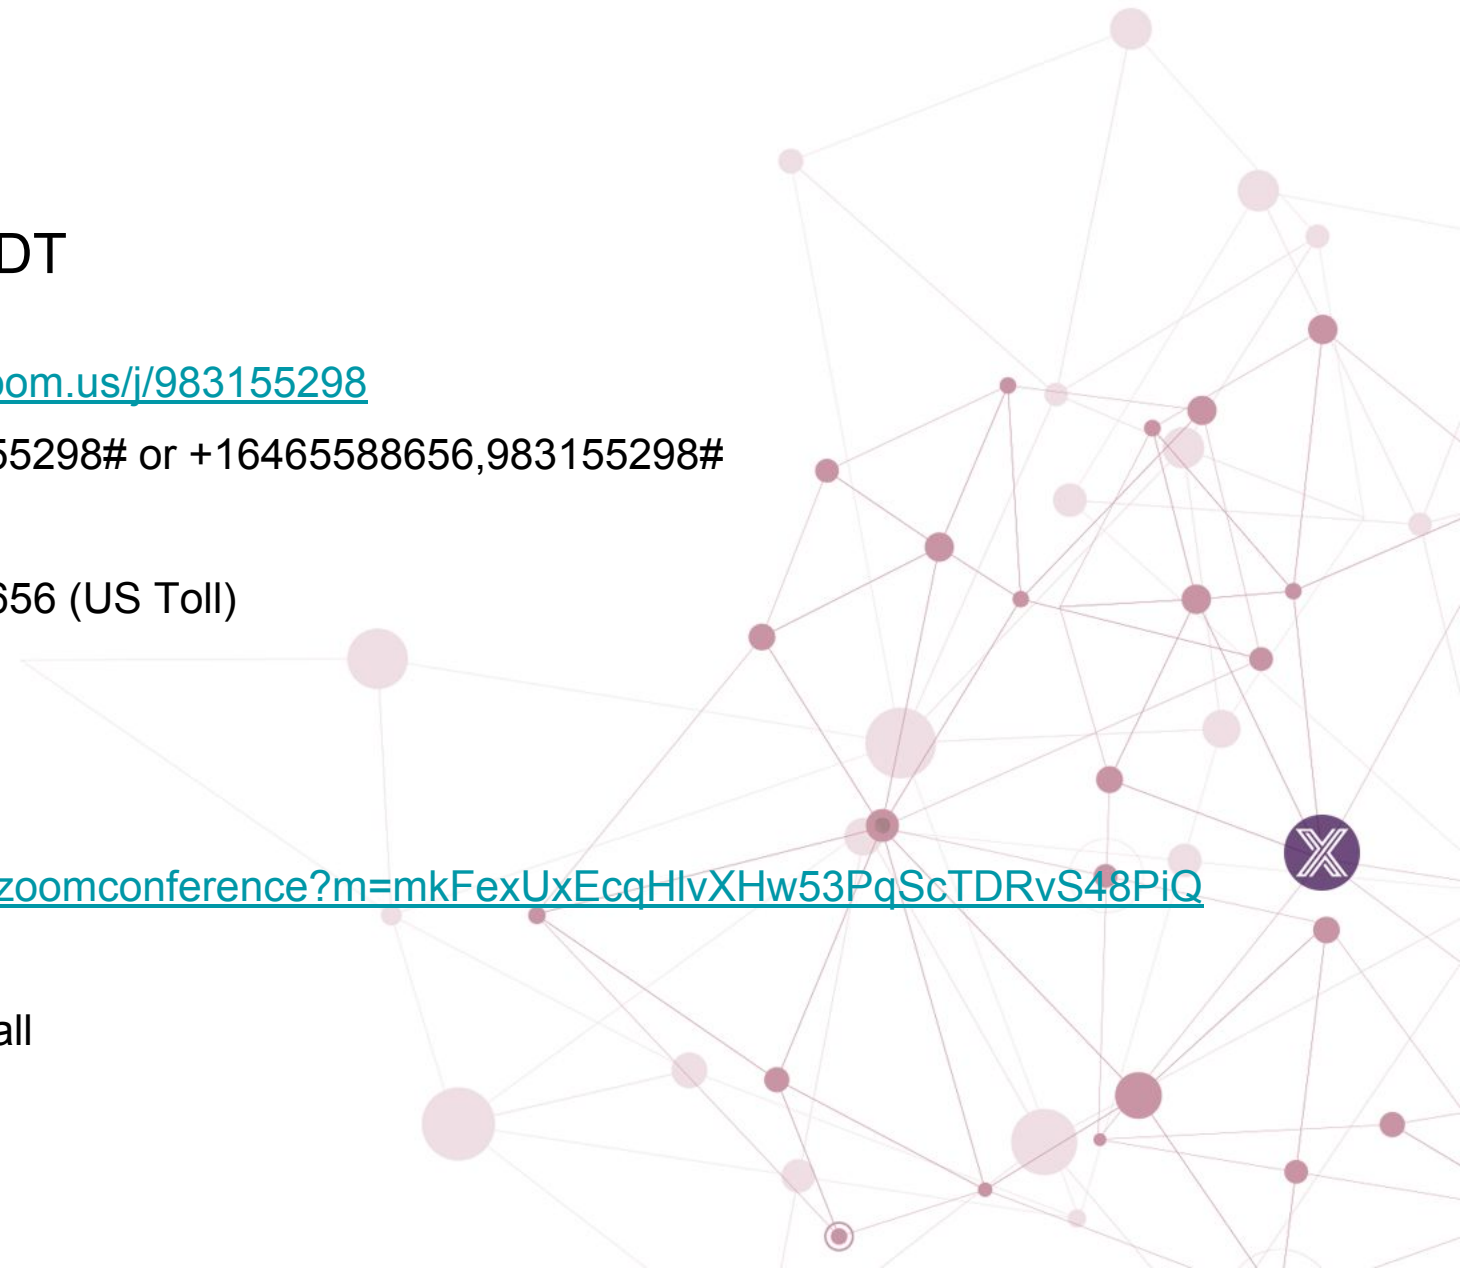 DT
oom.us/j/983155298
55298# or +16465588656,983155298#
656 (US Toll)
zoomconference?m=mkFexUxEcqHlvXHw53PqScTDRvS48PiQ
all